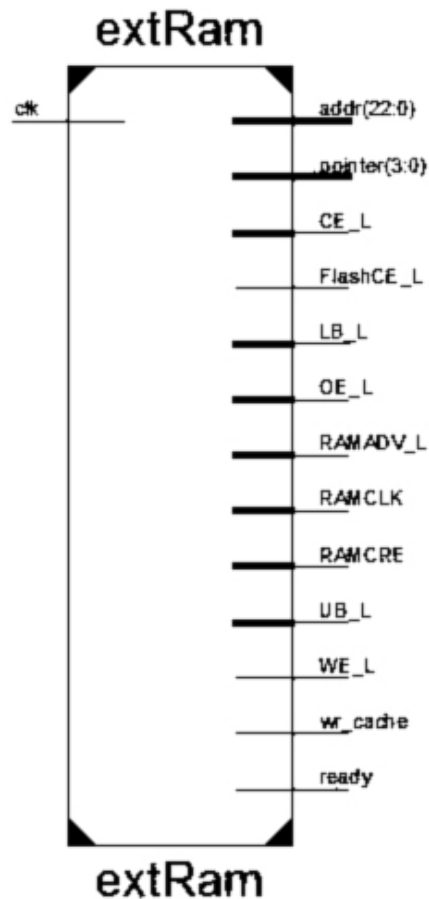 extRam
clk
addr(22:0)
pointer(3:0)
CE_L
FlashCE_L
LB_L
OE_L
RAMADV_L
RAMCLK
RAMCRE
UB_L
WE_L
wr_cache
ready
extRam